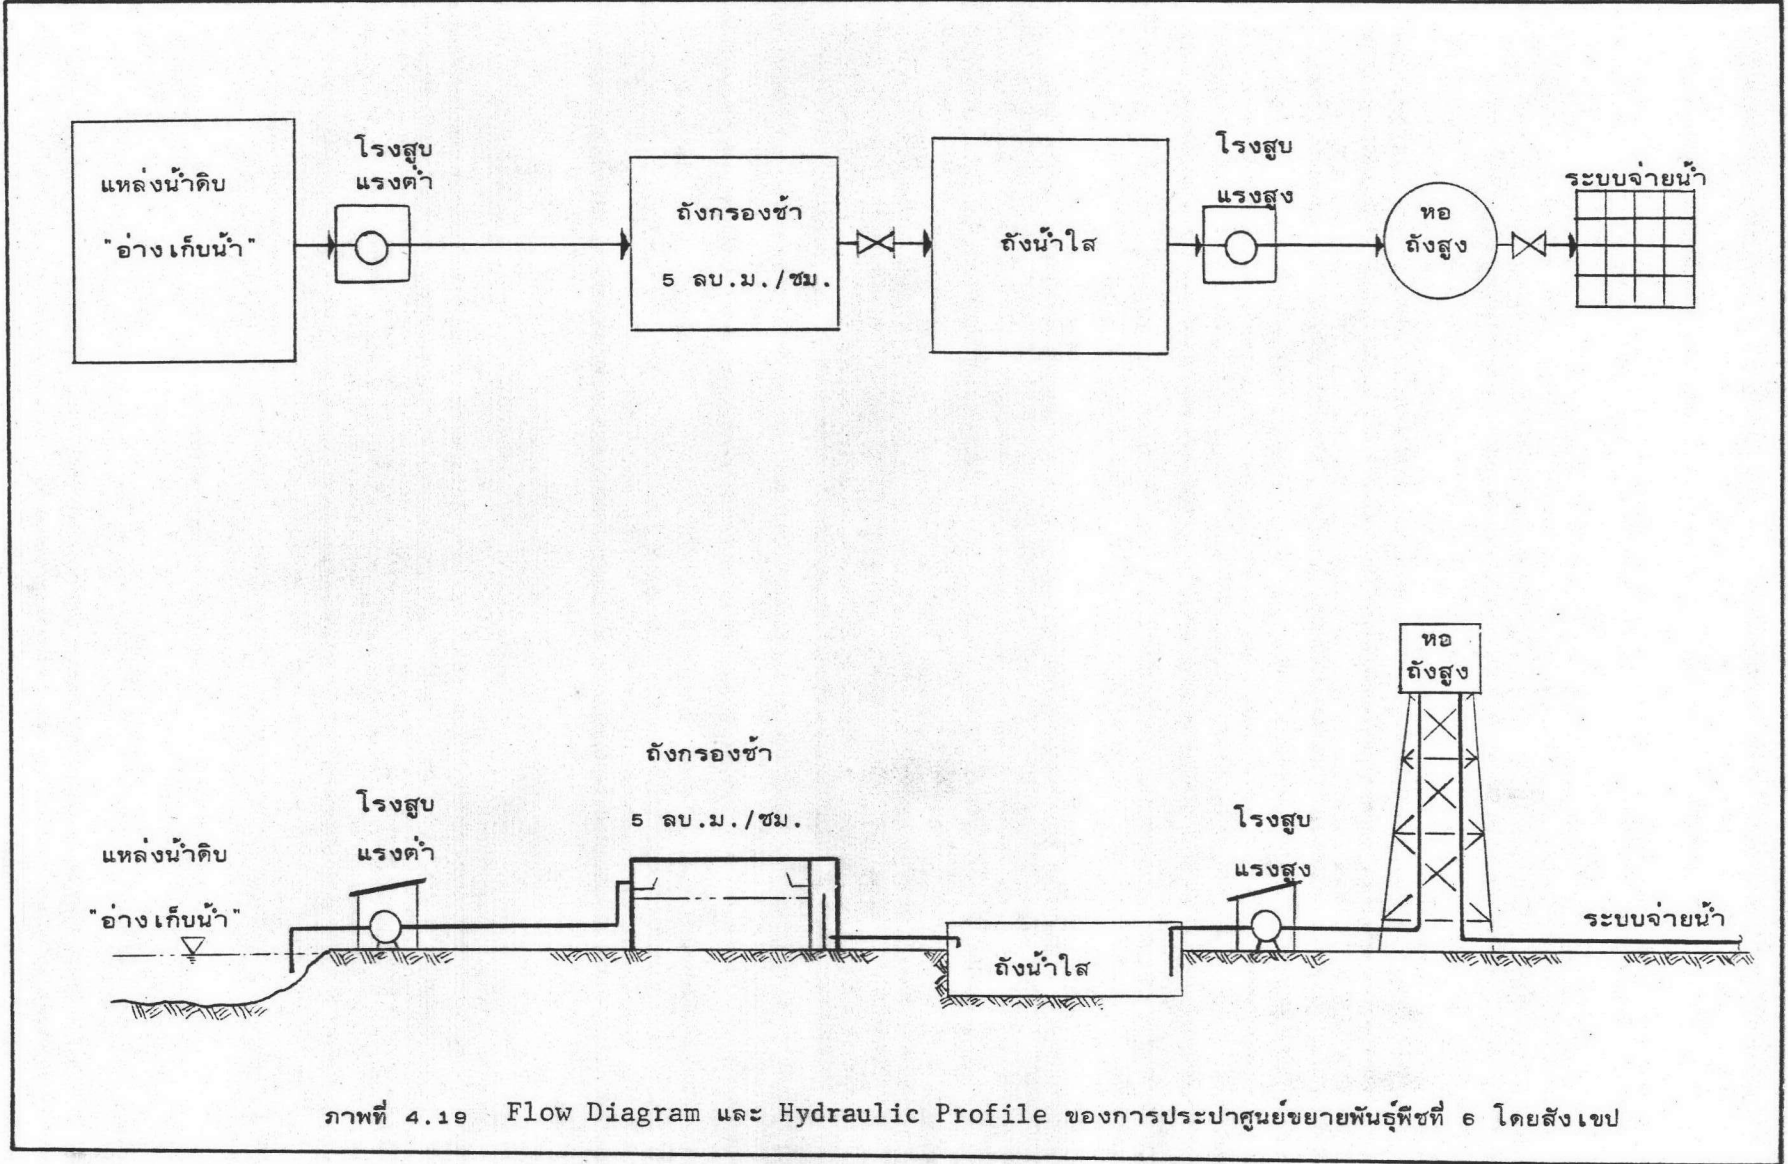 แหล่งน้ำดิบ
"อ่างเก็บน้ำ"
โรงสูบ
แรงต่ำ
ถังกรองช้า
5 ลบ.ม./ชม.
ถังน้ำใส
โรงสูบ
แรงสูง
หอ
ถังสูง
ระบบจ่ายน้ำ
หอ
ถังสูง
ถังกรองช้า
5 ลบ.ม./ชม.
โรงสูบ
แรงต่ำ
แหล่งน้ำดิบ
"อ่างเก็บน้ำ"
ถังน้ำใส
โรงสูบ
แรงสูง
ระบบจ่ายน้ำ
ภาพที่ 4.19 Flow Diagram และ Hydraulic Profile ของการประปาศูนย์ขยายพันธุ์พืชที่ 6 โดยสังเขป